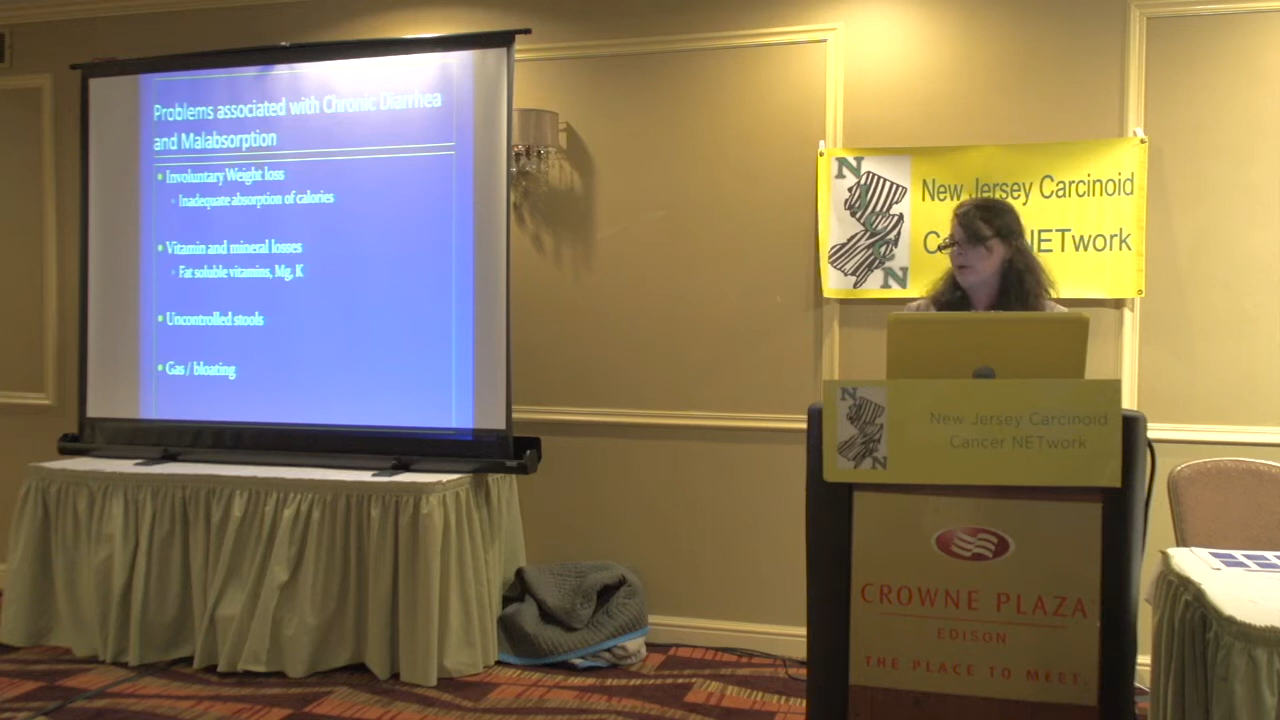 Problems associated with Chronic Diarrhea
and Malabsorption
• Involuntary Weight loss
◦ Inadequate absorption of calories
• Vitamin and mineral losses
◦ Fat soluble vitamins, Mg, K
• Uncontrolled stools
• Gas / bloating
NJCCN
New Jersey Carcinoid
NETwork
N
N
New Jersey Carcinoid
Cancer NETwork
CROWNE PLAZA
EDISON
THE PLACE TO MEET.